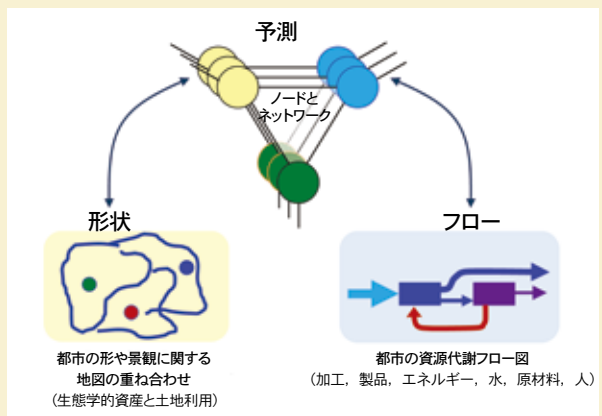 予測
ノードと
ネットワーク
形状
フロー
都市の形や景観に関する
地図の重ね合わせ
(生態学的資産と土地利用)
都市の資源代謝フロー図
(加工，製品，エネルギー，水，原材料，人)